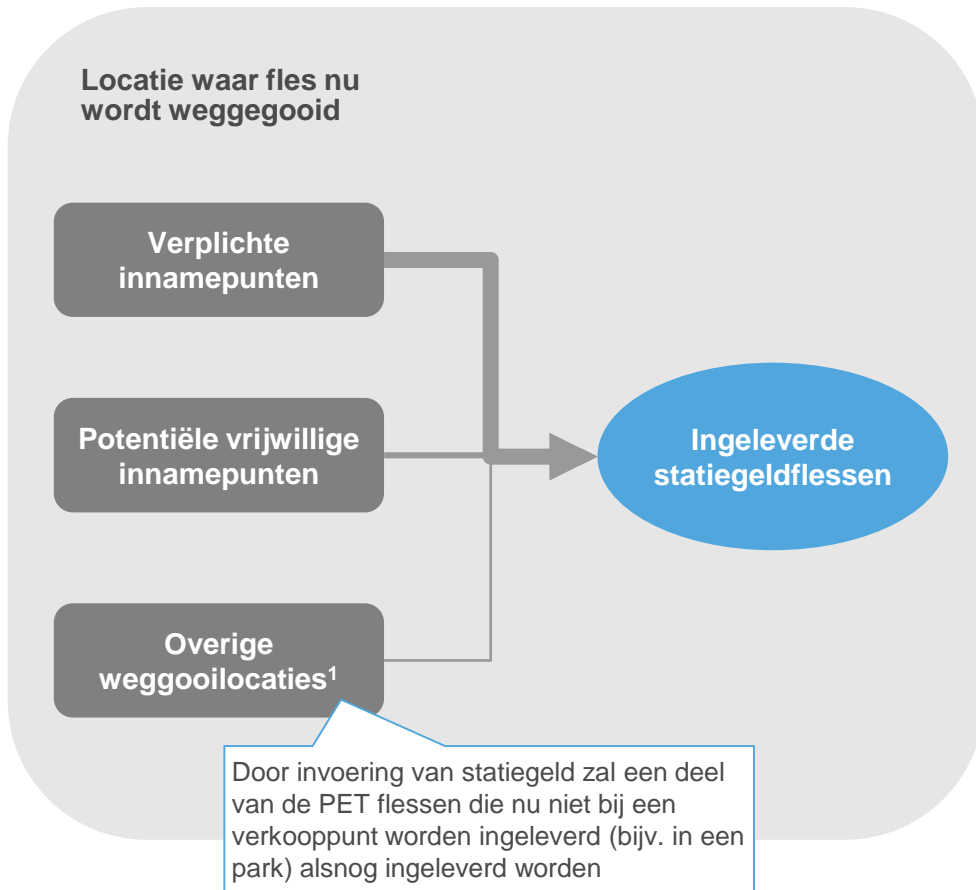 Locatie waar fles nu
wordt weggegooid
Verplichte
innamepunten
Potentiële vrijwillige
innamepunten
Ingeleverde
statiegeldflessen
Overige
weggooilocaties¹
Door invoering van statiegeld zal een deel
van de PET flessen die nu niet bij een
verkooppunt worden ingeleverd (bijv. in een
park) alsnog ingeleverd worden